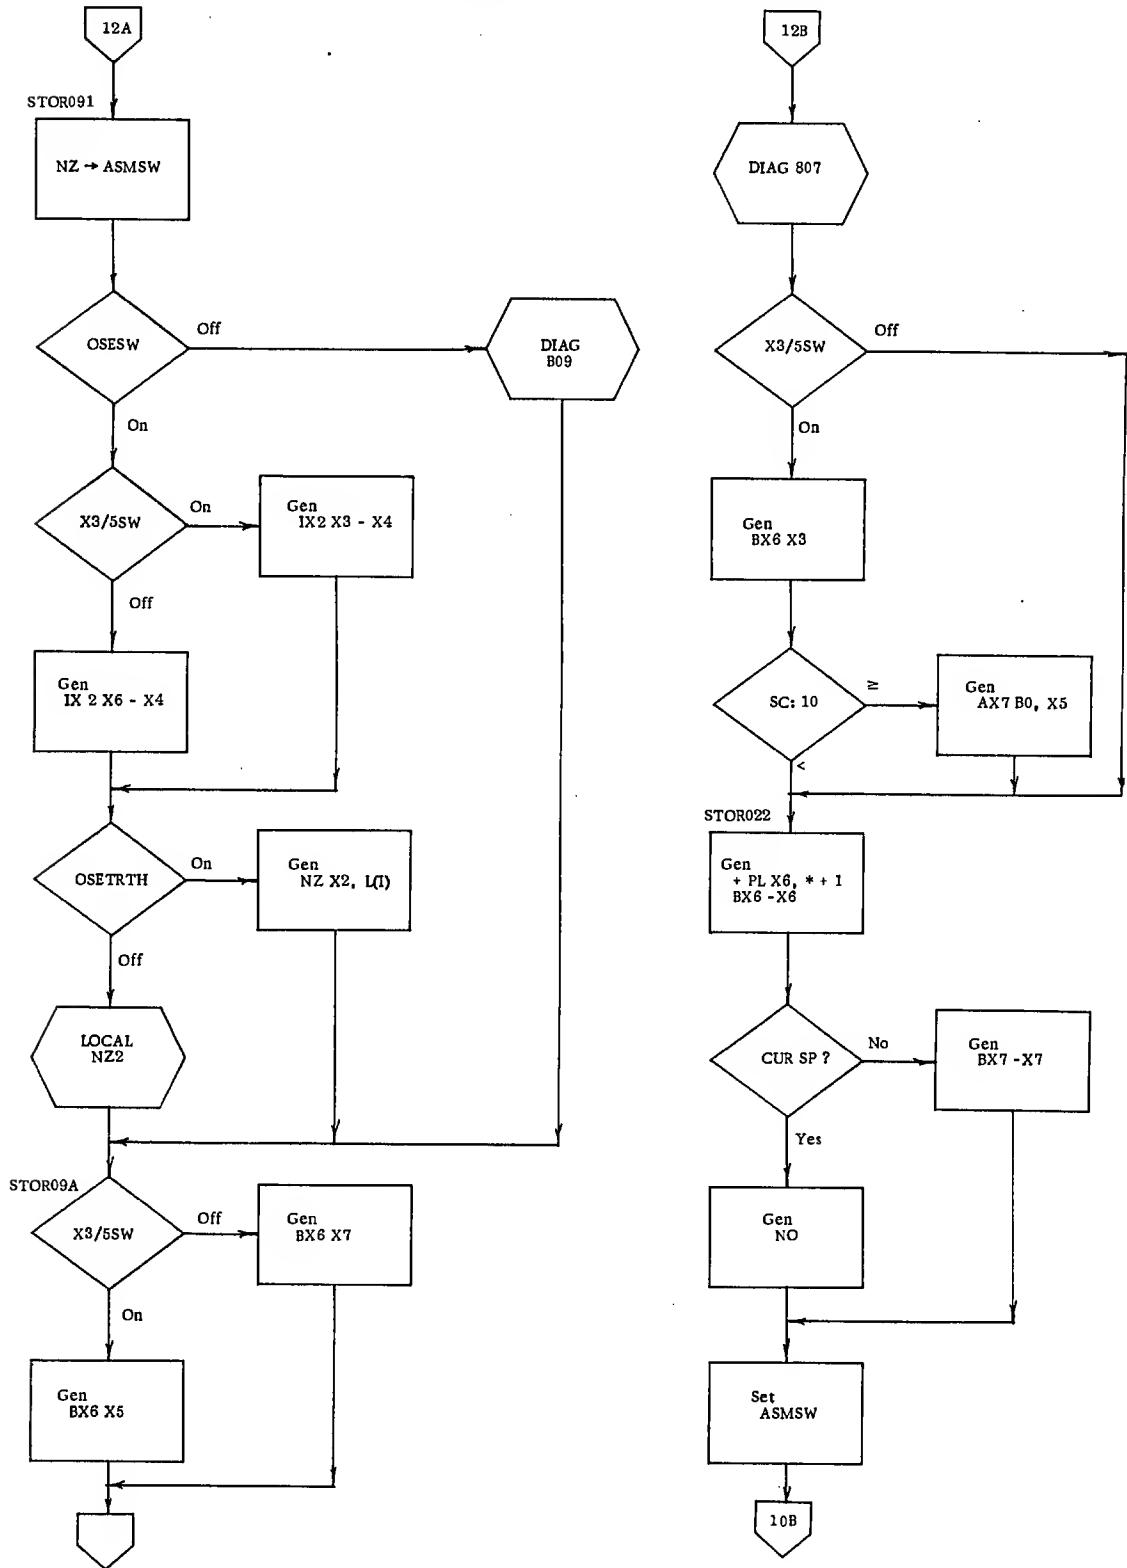 12A
STOR091
NZ → ASMSW
OSESW
Off
DIAG
B09
On
X3/5SW
On
Gen
IX2 X3 - X4
Off
Gen
IX 2 X6 - X4
OSETRTH
On
Gen
NZ X2, L(I)
Off
LOCAL
NZ2
STOR09A
X3/5SW
Off
Gen
BX6 X7
On
Gen
BX6 X5
12B
DIAG 807
X3/5SW
Off
On
Gen
BX6 X3
SC: 10
≥
Gen
AX7 B0, X5
<
STOR022
Gen
+ PL X6, * + 1
BX6 -X6
CUR SP ?
No
Gen
BX7 -X7
Yes
Gen
NO
Set
ASMSW
10B